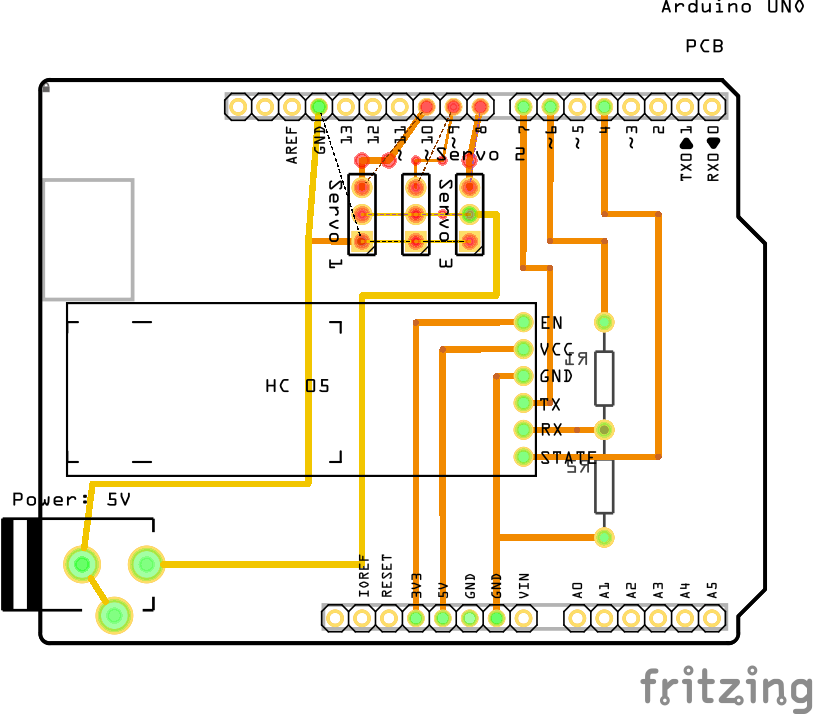 Arduino UNO
PCB
AREF
GND
13
12
~11
~10
~9
8
7
~6
~5
4
~3
2
TX0 1
RX0 0
Servo 2
Servo 1
Servo 3
EN
VCC
R1
GND
HC 05
TX
RX
STATE
R2
Power: 5V
IOREF
RESET
3V3
5V
GND
GND
VIN
A0
A1
A2
A3
A4
A5
fritzing